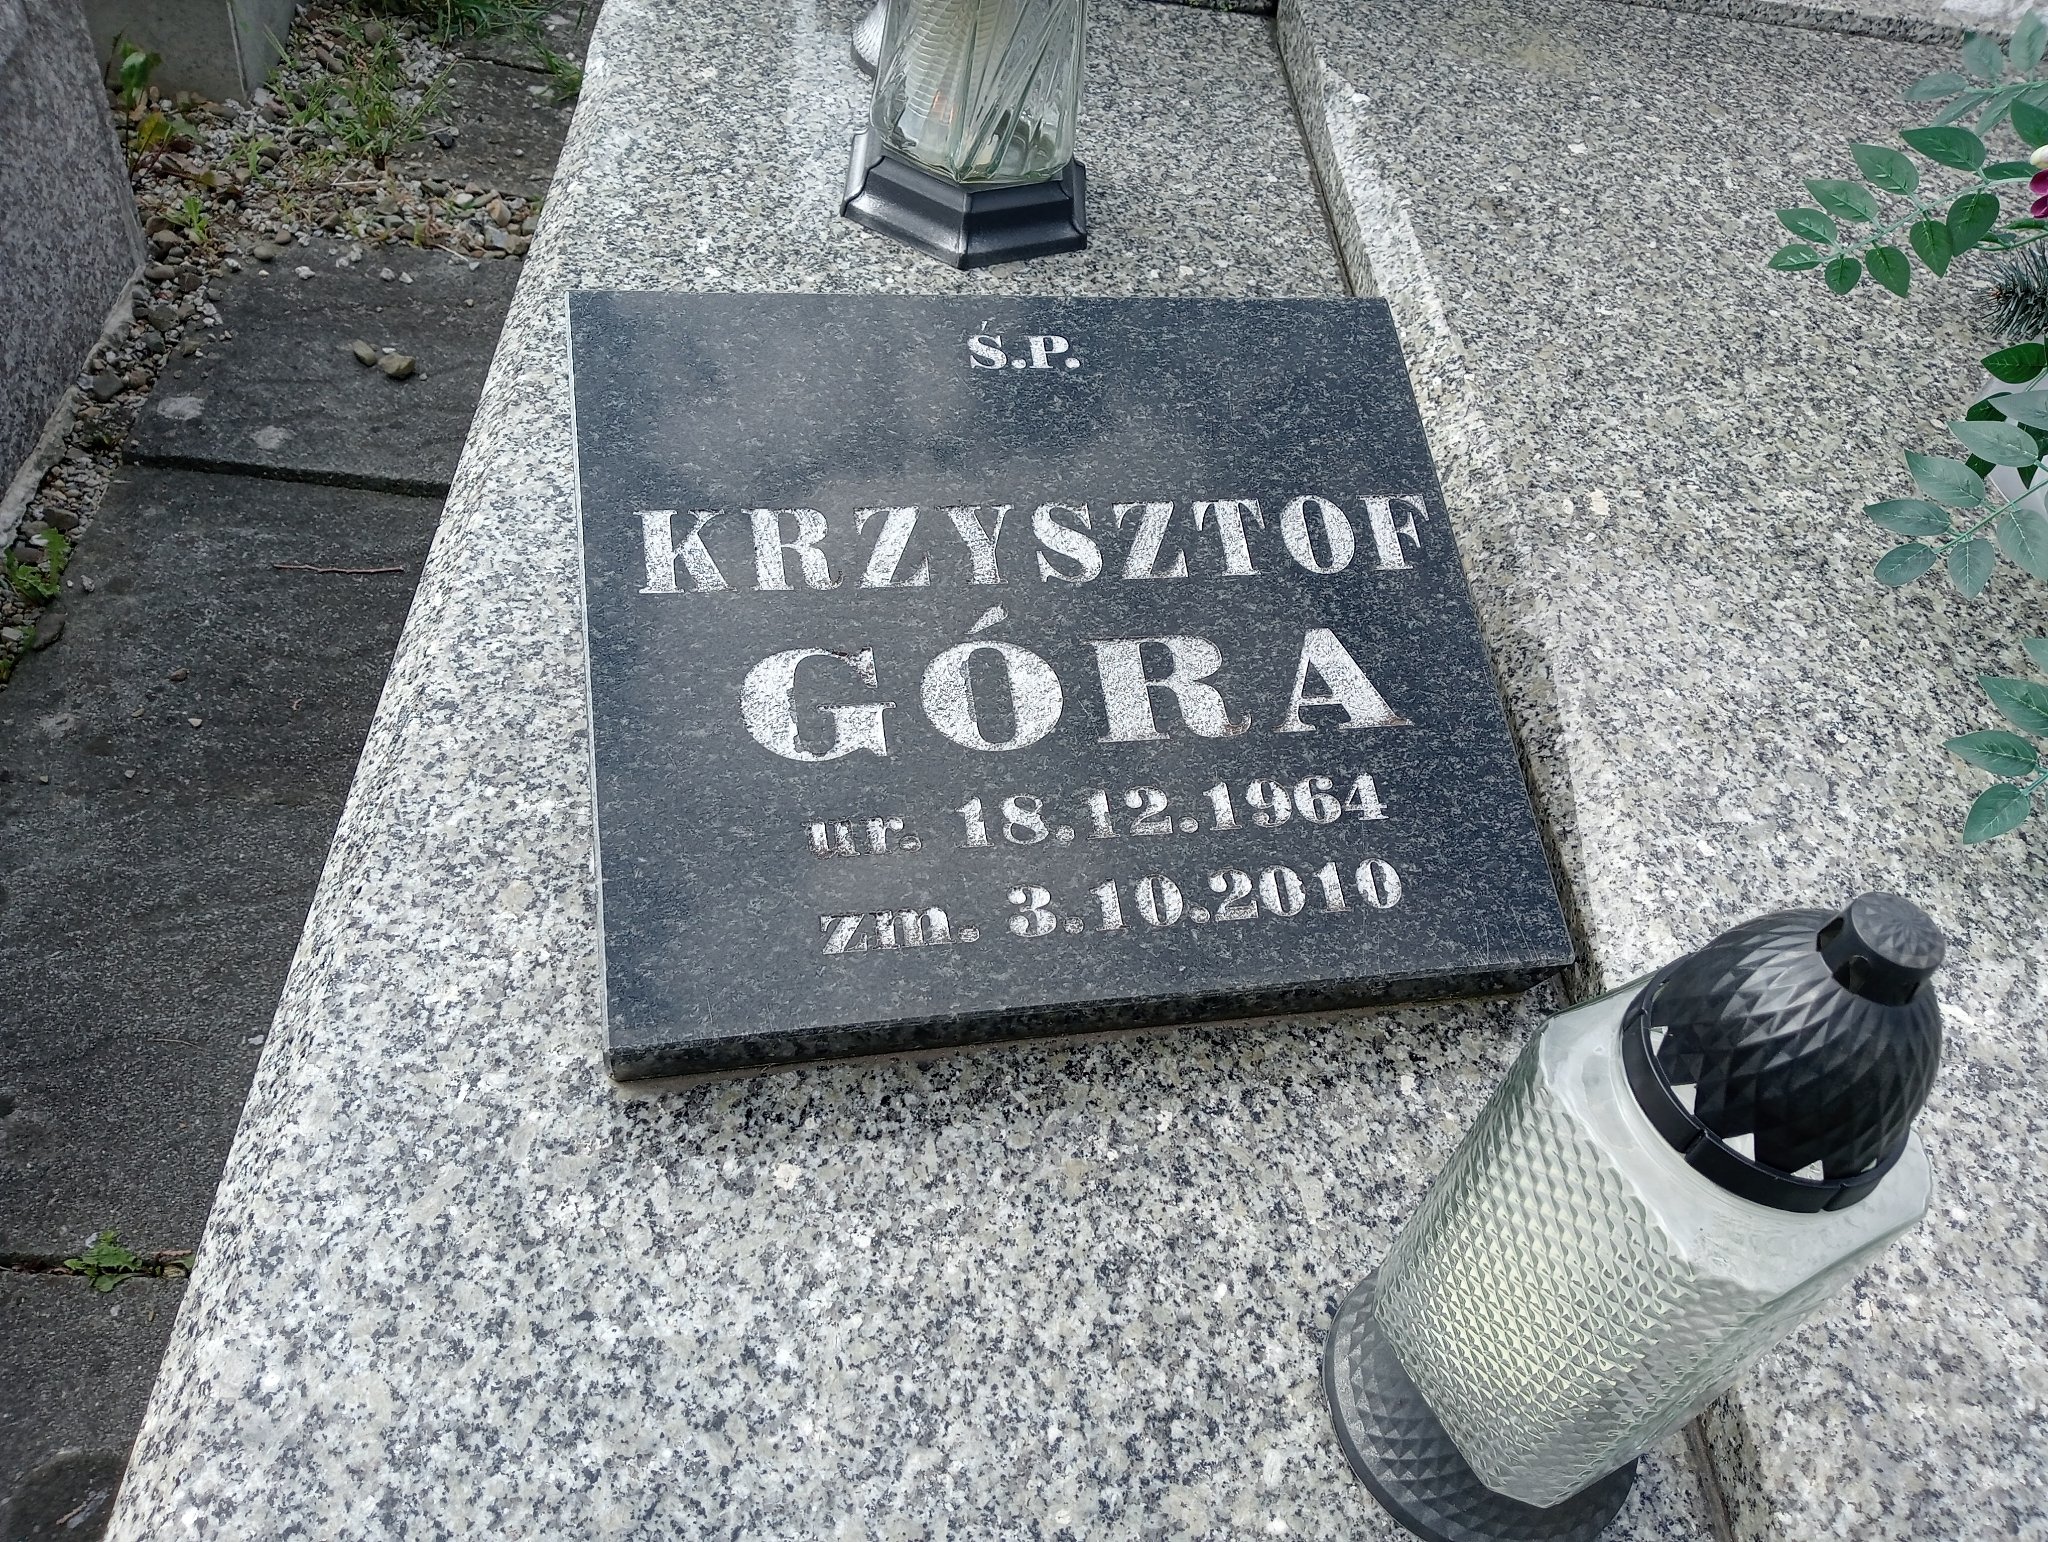 Ś.P.
KRZYSZTOF
GÓRA
ur. 18.12.1964
zm. 3.10.2010